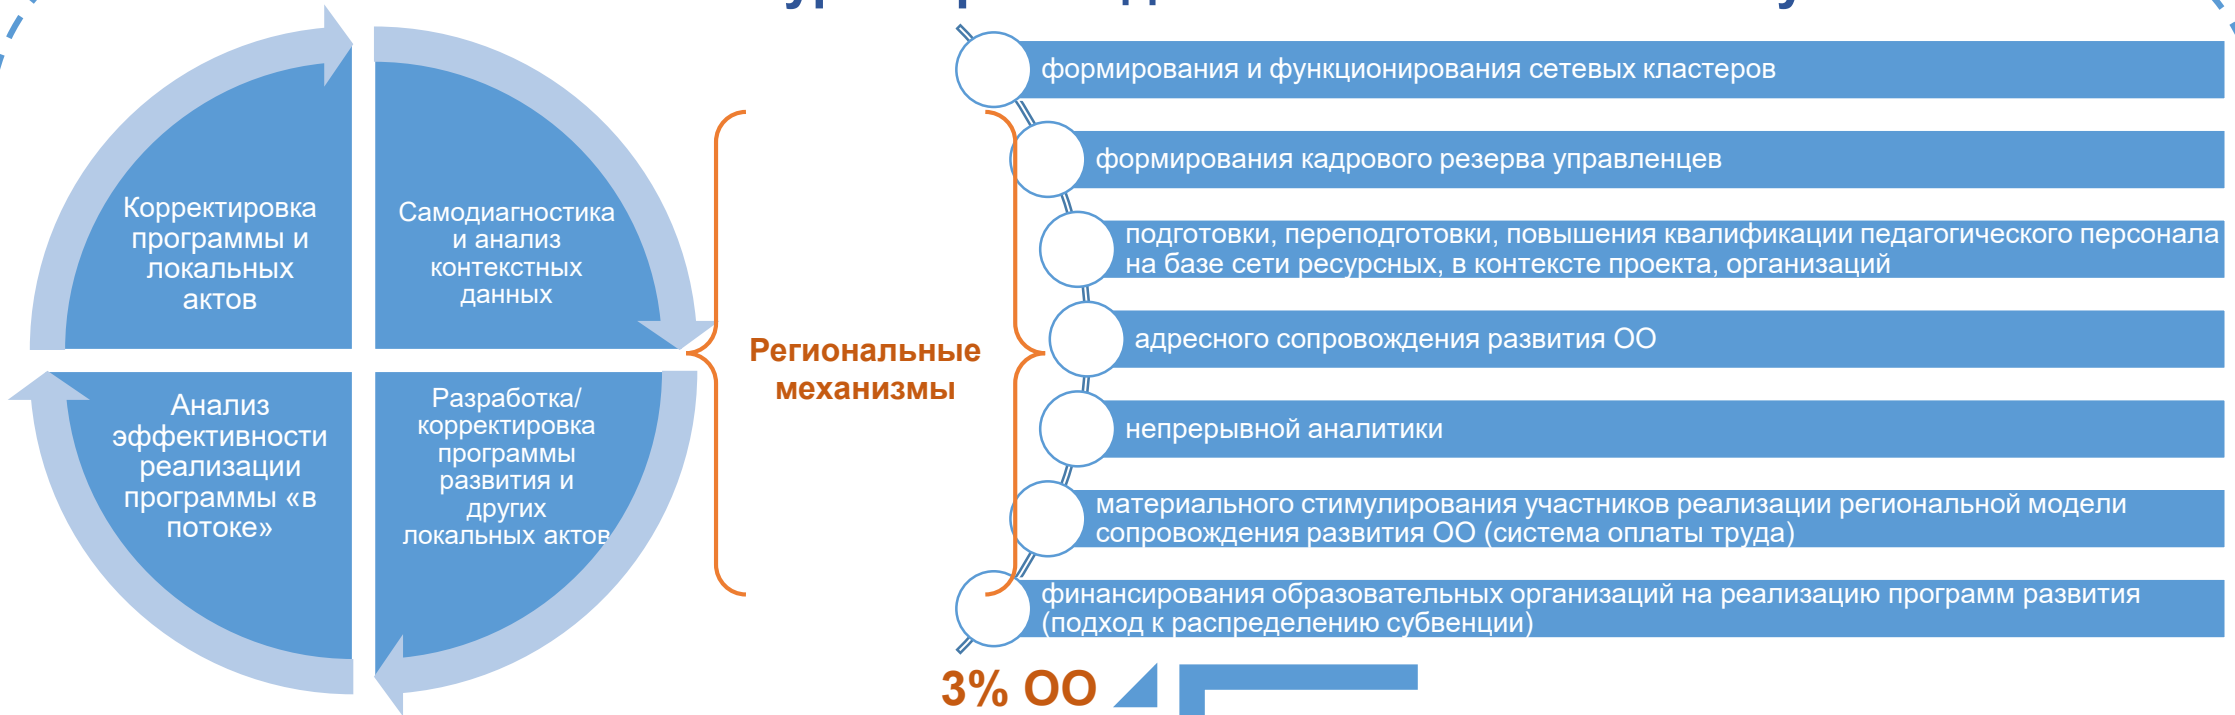 Корректировка
программы и
локальных
актов
Самодиагностика
и анализ
контекстных
данных
Анализ
эффективности
реализации
программы «в
потоке»
Разработка/
корректировка
программы
развития и
других
локальных актов
Региональные
механизмы
формирования и функционирования сетевых кластеров
формирования кадрового резерва управленцев
подготовки, переподготовки, повышения квалификации педагогического персонала
на базе сети ресурсных, в контексте проекта, организаций
адресного сопровождения развития ОО
непрерывной аналитики
материального стимулирования участников реализации региональной модели
сопровождения развития ОО (система оплаты труда)
финансирования образовательных организаций на реализацию программ развития
(подход к распределению субвенции)
3% ОО